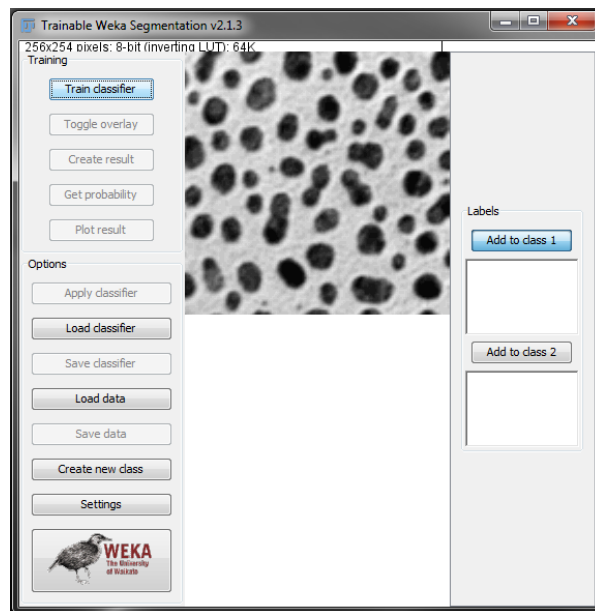 Trainable Weka Segmentation v2.1.3
256x254 pixels; 8-bit (inverting LUT); 64K
Training
Train classifier
Toggle overlay
Create result
Get probability
Plot result
Options
Apply classifier
Load classifier
Save classifier
Load data
Save data
Create new class
Settings
WEKA
The University
of Waikato
Labels
Add to class 1
Add to class 2